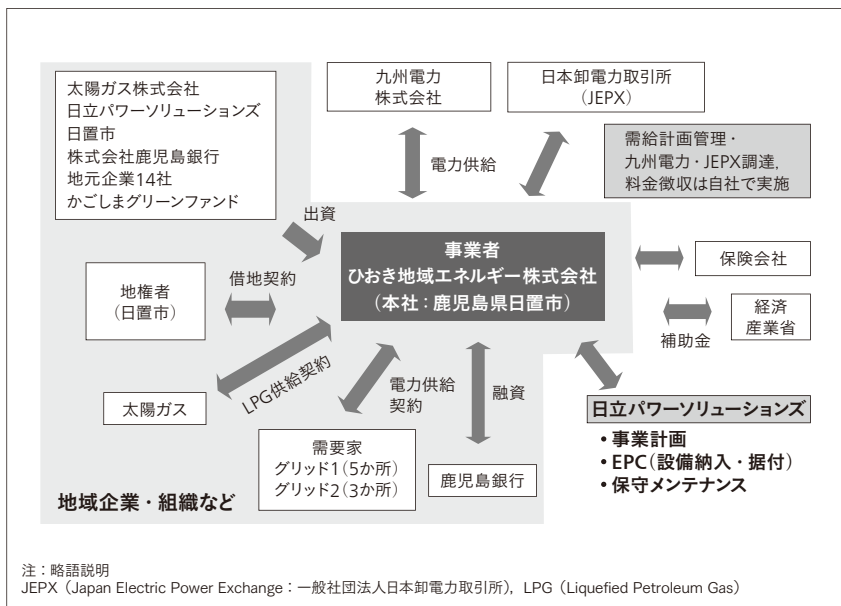 太陽ガス株式会社
日立パワーソリューションズ
日置市
株式会社鹿児島銀行
地元企業14社
かごしまグリーンファンド
九州電力
株式会社
日本卸電力取引所
（JEPX）
電力供給
需給計画管理・
九州電力・JEPX調達，
料金徴収は自社で実施
出資
事業者
ひおき地域エネルギー株式会社
（本社：鹿児島県日置市）
保険会社
地権者
（日置市）
借地契約
経済
産業省
補助金
LPG供給契約
太陽ガス
電力供給
契約
融資
日立パワーソリューションズ
・事業計画
・EPC（設備納入・据付）
・保守メンテナンス
需要家
グリッド1（5か所）
グリッド2（3か所）
鹿児島銀行
地域企業・組織など
注：略語説明
JEPX（Japan Electric Power Exchange：一般社団法人日本卸電力取引所），LPG（Liquefied Petroleum Gas）